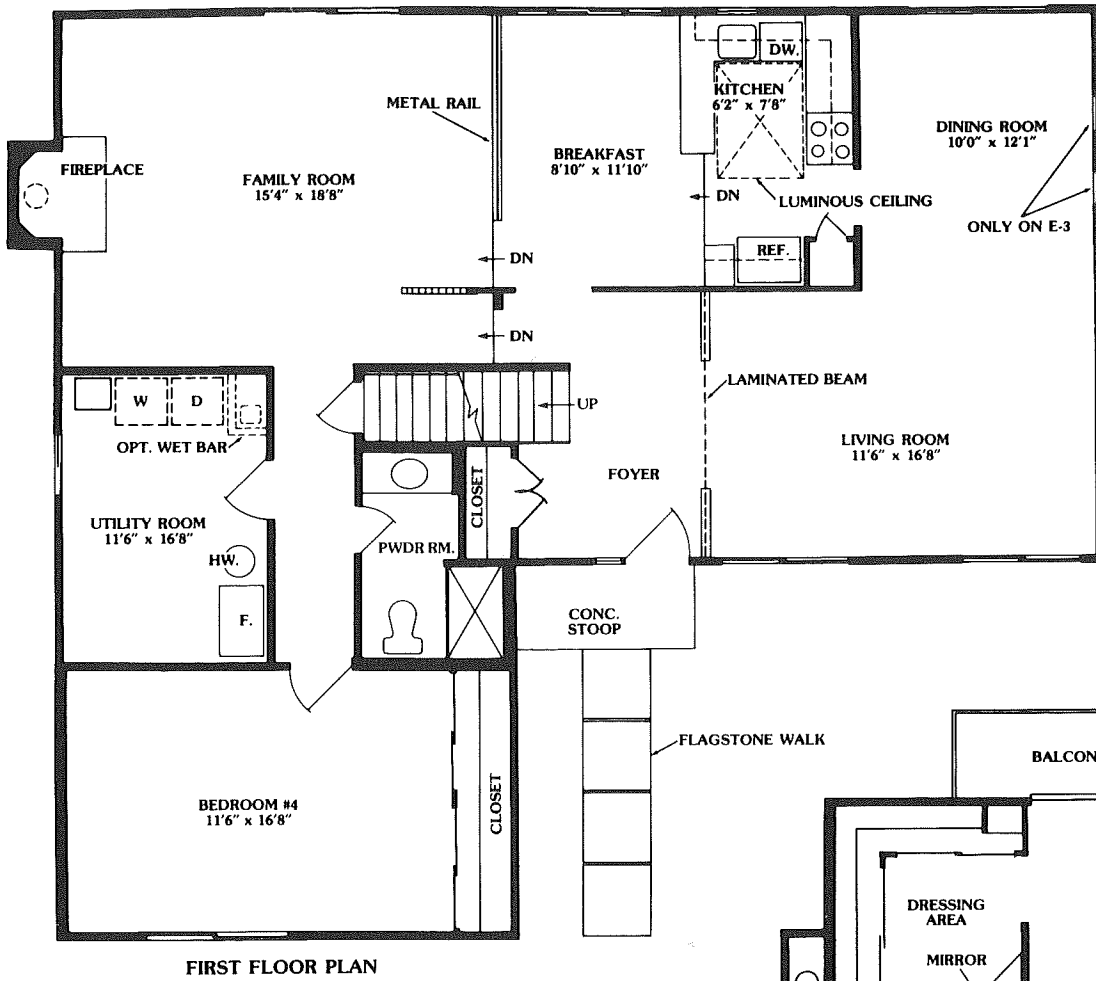 DW.
KITCHEN
6'2" x 7'8"
METAL RAIL
DINING ROOM
10'0" x 12'1"
BREAKFAST
8'10" x 11'10"
FIREPLACE
FAMILY ROOM
15'4" x 18'8"
DN
LUMINOUS CEILING
ONLY ON E-3
REF.
DN
DN
LAMINATED BEAM
W
D
UP
OPT. WET BAR
LIVING ROOM
11'6" x 16'8"
FOYER
CLOSET
UTILITY ROOM
11'6" x 16'8"
PWDR RM.
HW.
F.
CONC.
STOOP
FLAGSTONE WALK
BALCON
BEDROOM #4
11'6" x 16'8"
CLOSET
DRESSING
AREA
MIRROR
FIRST FLOOR PLAN